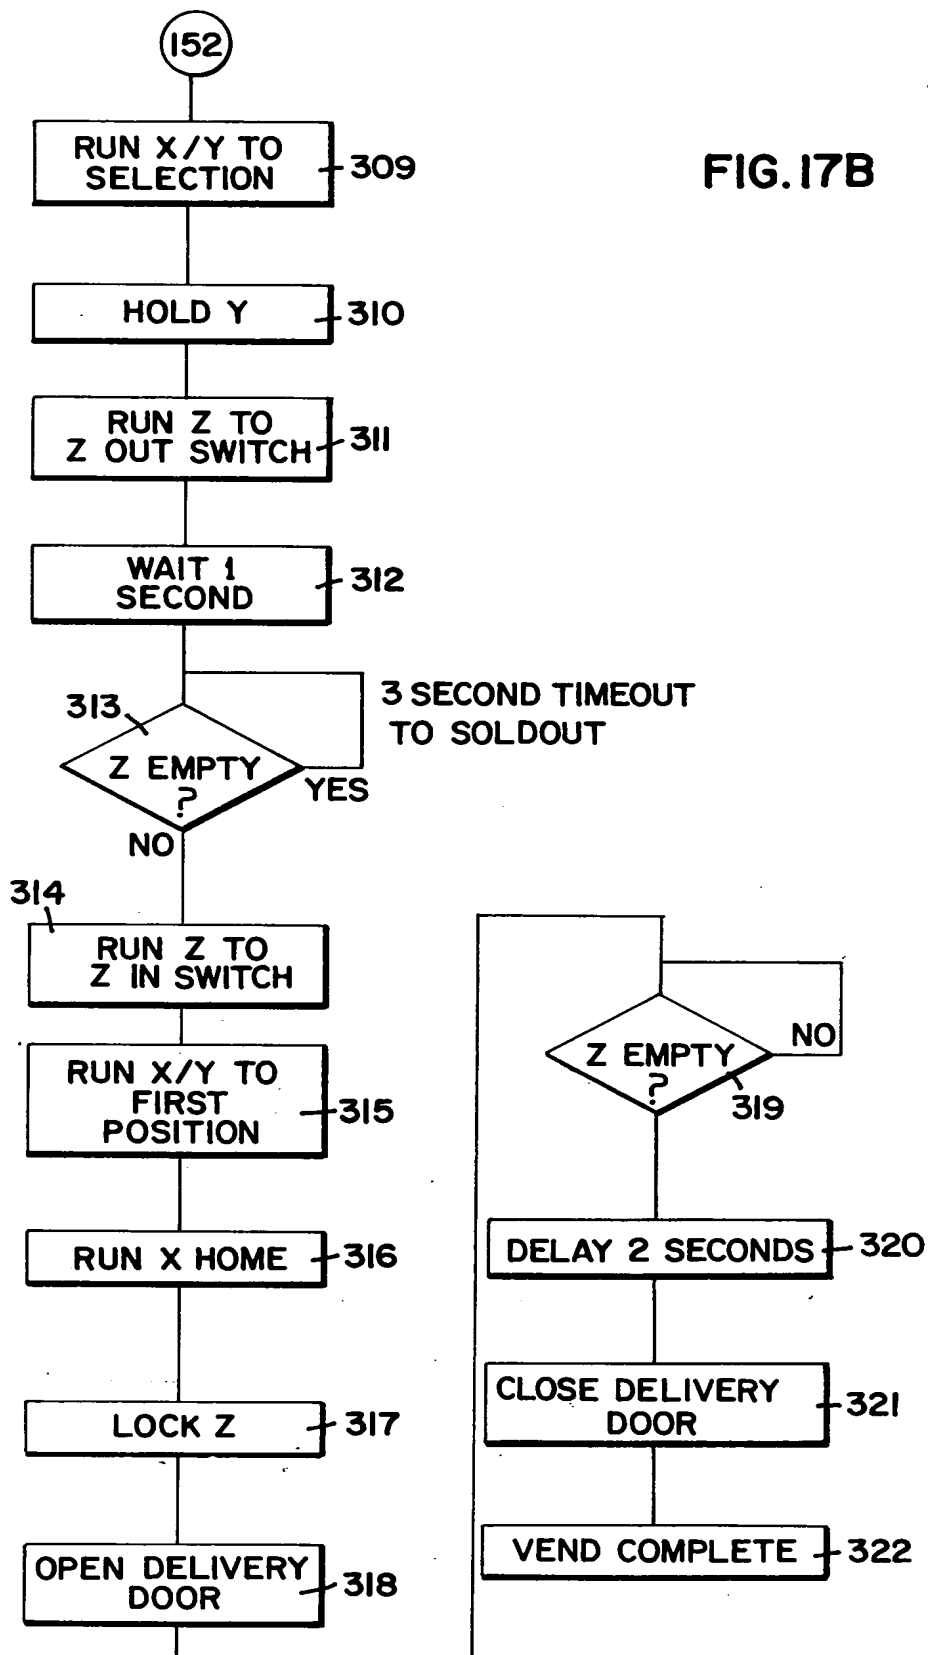 152
FIG. 17B
RUN X/Y TO
SELECTION
309
HOLD Y
310
RUN Z TO
Z OUT SWITCH
311
WAIT 1
SECOND
312
3 SECOND TIMEOUT
TO SOLDOUT
313
Z EMPTY
?
YES
NO
314
RUN Z TO
Z IN SWITCH
RUN X/Y TO
FIRST
POSITION
315
RUN X HOME
316
LOCK Z
317
OPEN DELIVERY
DOOR
318
Z EMPTY
?
NO
319
DELAY 2 SECONDS
320
CLOSE DELIVERY
DOOR
321
VEND COMPLETE
322